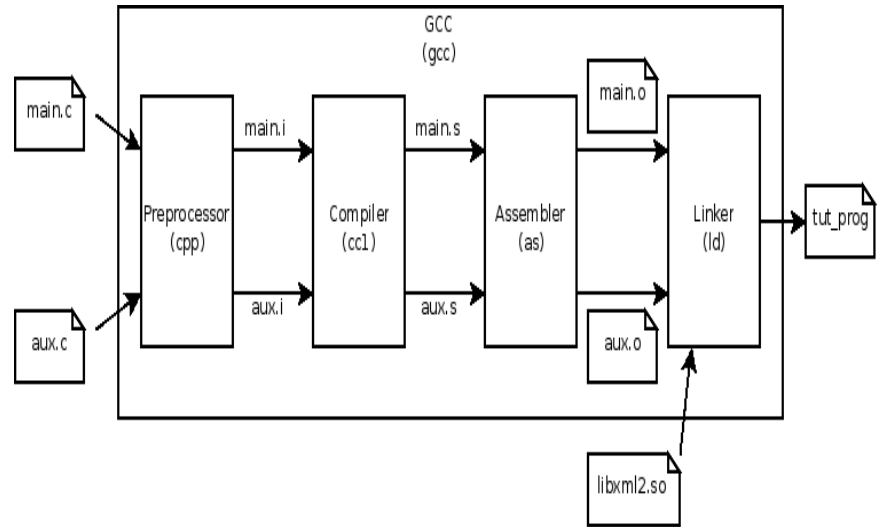 GCC
(gcc)
main.c
main.o
main.i
main.s
Preprocessor
(cpp)
Compiler
(cc1)
Assembler
(as)
Linker
(ld)
tut_prog
aux.c
aux.i
aux.s
aux.o
libxml2.so